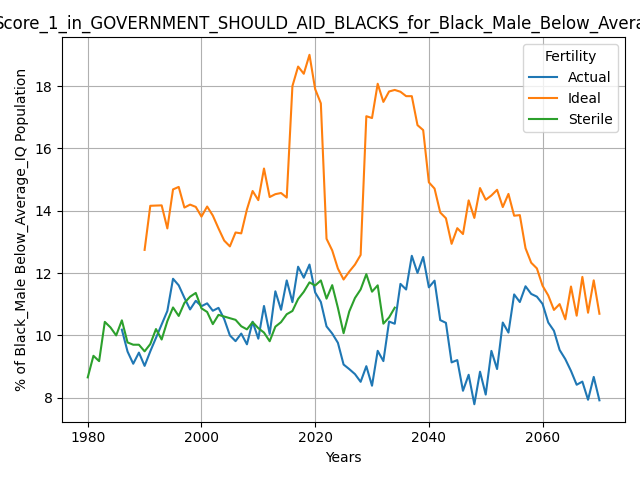 Score_1_in_GOVERNMENT_SHOULD_AID_BLACKS_for_Black_Male_Below_Avera
% of Black_Male Below_Average_IQ Population
18
16
14
12
10
8
Fertility
Actual
Ideal
Sterile
1980 2000 2020 2040 2060
Years